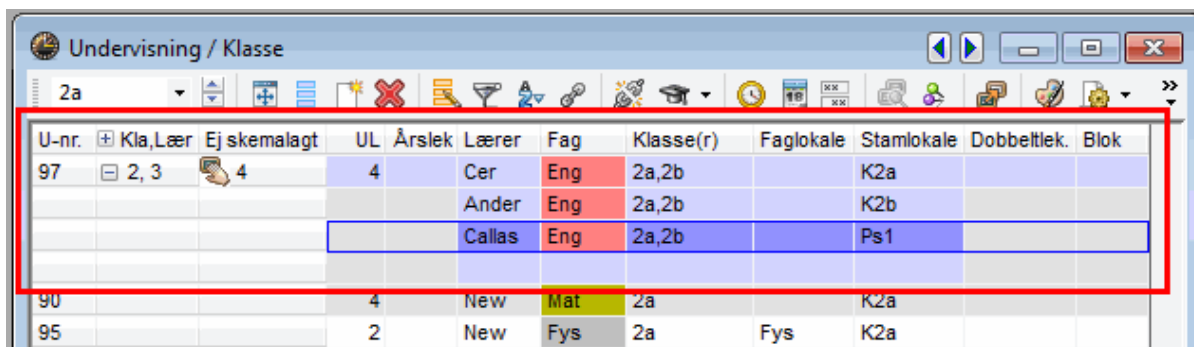 Undervisning / Klasse
2a
U-nr. Kla,Lær Ej skemalagt UL Årslek Lærer Fag Klasse(r) Faglokale Stamlokale Dobbeltlek. Blok
97 2, 3 4 4 Cer Eng 2a,2b K2a
Ander Eng 2a,2b K2b
Callas Eng 2a,2b Ps1
90 4 New Mat 2a K2a
95 2 New Fys 2a Fys K2a